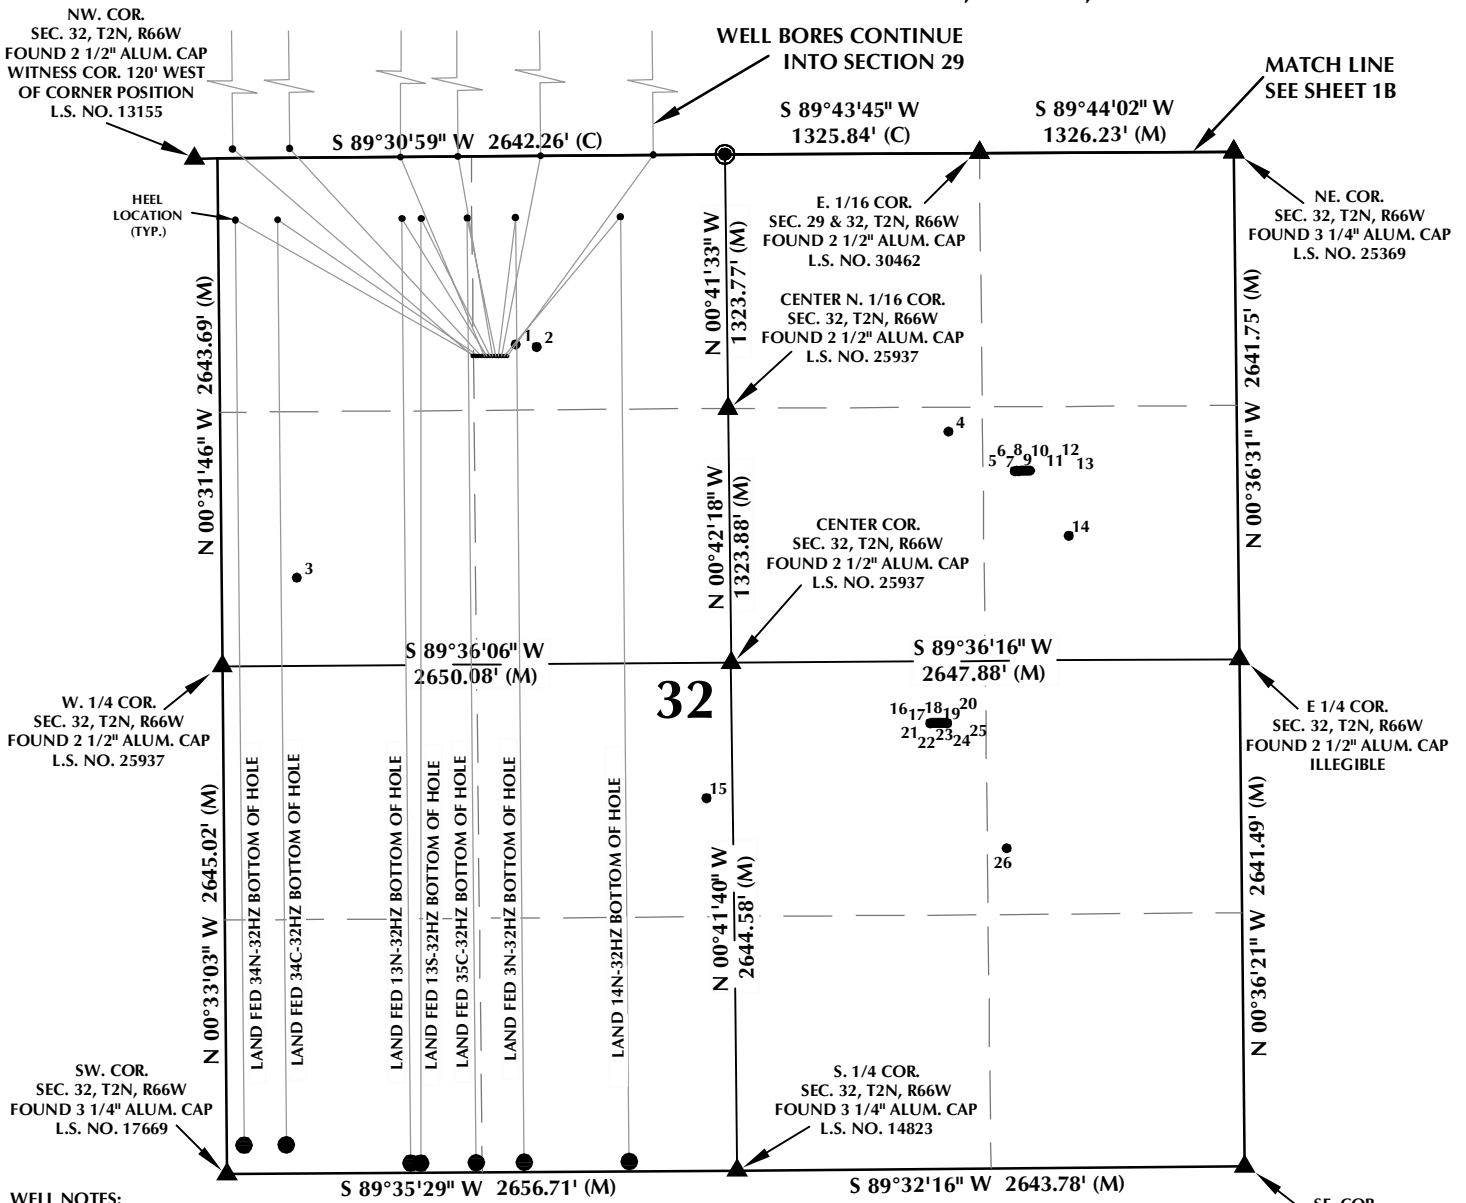 NW. COR.
SEC. 32, T2N, R66W
FOUND 2 1/2" ALUM. CAP
WITNESS COR. 120' WEST
OF CORNER POSITION
L.S. NO. 13155
WELL BORES CONTINUE
INTO SECTION 29
MATCH LINE
SEE SHEET 1B
S 89°30'59" W 2642.26' (C)
S 89°43'45" W
1325.84' (C)
S 89°44'02" W
1326.23' (M)
HEEL
LOCATION
(TYP.)
E. 1/16 COR.
SEC. 29 & 32, T2N, R66W
FOUND 2 1/2" ALUM. CAP
L.S. NO. 30462
NE. COR.
SEC. 32, T2N, R66W
FOUND 3 1/4" ALUM. CAP
L.S. NO. 25369
N 00°31'46" W 2643.69' (M)
N 00°41'33" W
1323.77' (M)
N 00°36'31" W 2641.75' (M)
CENTER N. 1/16 COR.
SEC. 32, T2N, R66W
FOUND 2 1/2" ALUM. CAP
L.S. NO. 25937
1
2
3
4
5
6
7
8
9
10
11
12
13
14
N 00°42'18" W
1323.88' (M)
CENTER COR.
SEC. 32, T2N, R66W
FOUND 2 1/2" ALUM. CAP
L.S. NO. 25937
S 89°36'06" W
2650.08' (M)
S 89°36'16" W
2647.88' (M)
32
W. 1/4 COR.
SEC. 32, T2N, R66W
FOUND 2 1/2" ALUM. CAP
L.S. NO. 25937
E 1/4 COR.
SEC. 32, T2N, R66W
FOUND 2 1/2" ALUM. CAP
ILLEGIBLE
15
16
17
18
19
20
21
22
23
24
25
26
N 00°33'03" W 2645.02' (M)
LAND FED 34N-32HZ BOTTOM OF HOLE
LAND FED 34C-32HZ BOTTOM OF HOLE
LAND FED 13N-32HZ BOTTOM OF HOLE
LAND FED 13S-32HZ BOTTOM OF HOLE
LAND FED 35C-32HZ BOTTOM OF HOLE
LAND FED 3N-32HZ BOTTOM OF HOLE
LAND 14N-32HZ BOTTOM OF HOLE
N 00°41'40" W
2644.58' (M)
N 00°36'21" W 2641.49' (M)
SW. COR.
SEC. 32, T2N, R66W
FOUND 3 1/4" ALUM. CAP
L.S. NO. 17669
S. 1/4 COR.
SEC. 32, T2N, R66W
FOUND 3 1/4" ALUM. CAP
L.S. NO. 14823
S 89°35'29" W 2656.71' (M)
S 89°32'16" W 2643.78' (M)
WELL NOTES:
SE. COR.